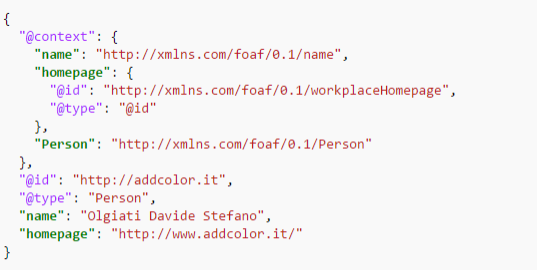 {
  "@context": {
    "name": "http://xmlns.com/foaf/0.1/name",
    "homepage": {
      "@id": "http://xmlns.com/foaf/0.1/workplaceHomepage",
      "@type": "@id"
    },
    "Person": "http://xmlns.com/foaf/0.1/Person"
  },
  "@id": "http://addcolor.it",
  "@type": "Person",
  "name": "Olgiati Davide Stefano",
  "homepage": "http://www.addcolor.it/"
}